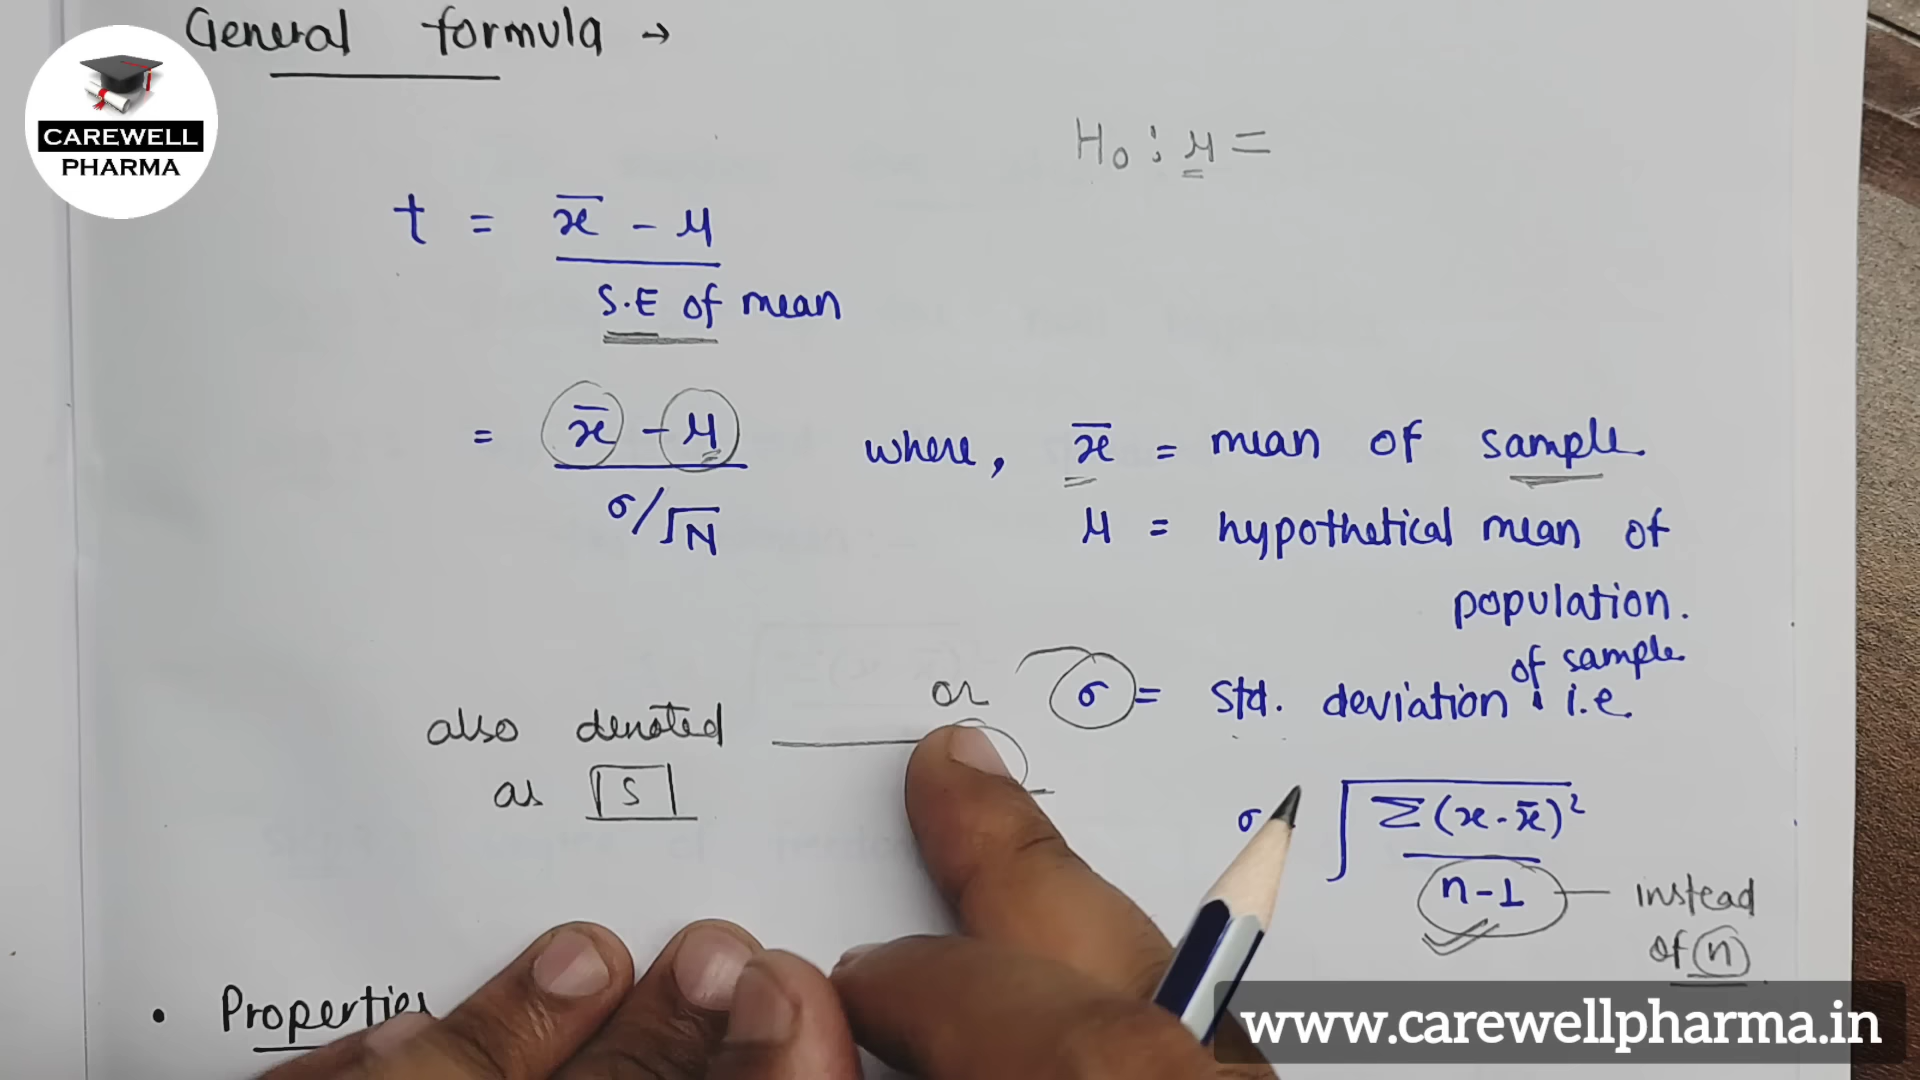 General formula →
CAREWELL
PHARMA
H₀ : μ =
t = x̄ - μ
S.E of mean
= x̄ - μ where, x̄ = mean of sample
σ/√N μ = hypothetical mean of
population.
of sample
or σ = Std. deviation i.e
also denoted
as S
σ √ Σ(x - x̄)²
n-1 instead
of n
• Properties
www.carewellpharma.in